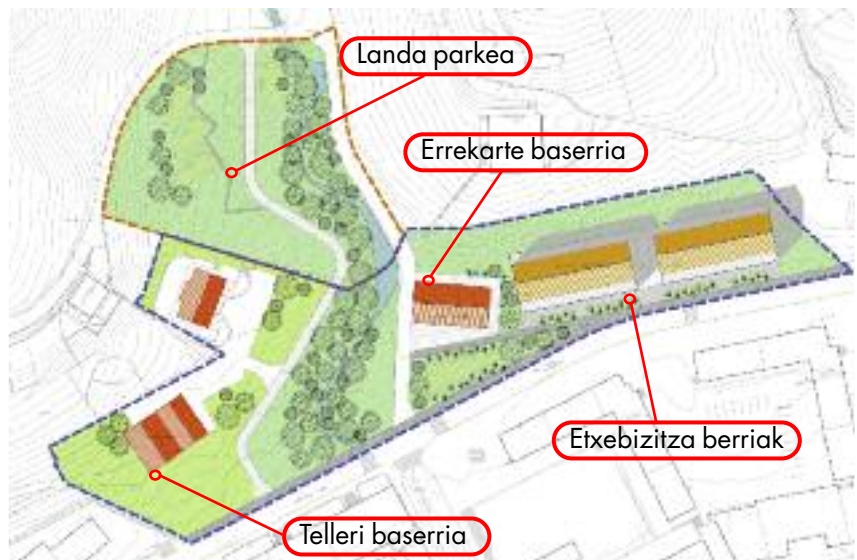 Landa parkea
Errekarte baserria
Etxebizitza berriak
Telleri baserria